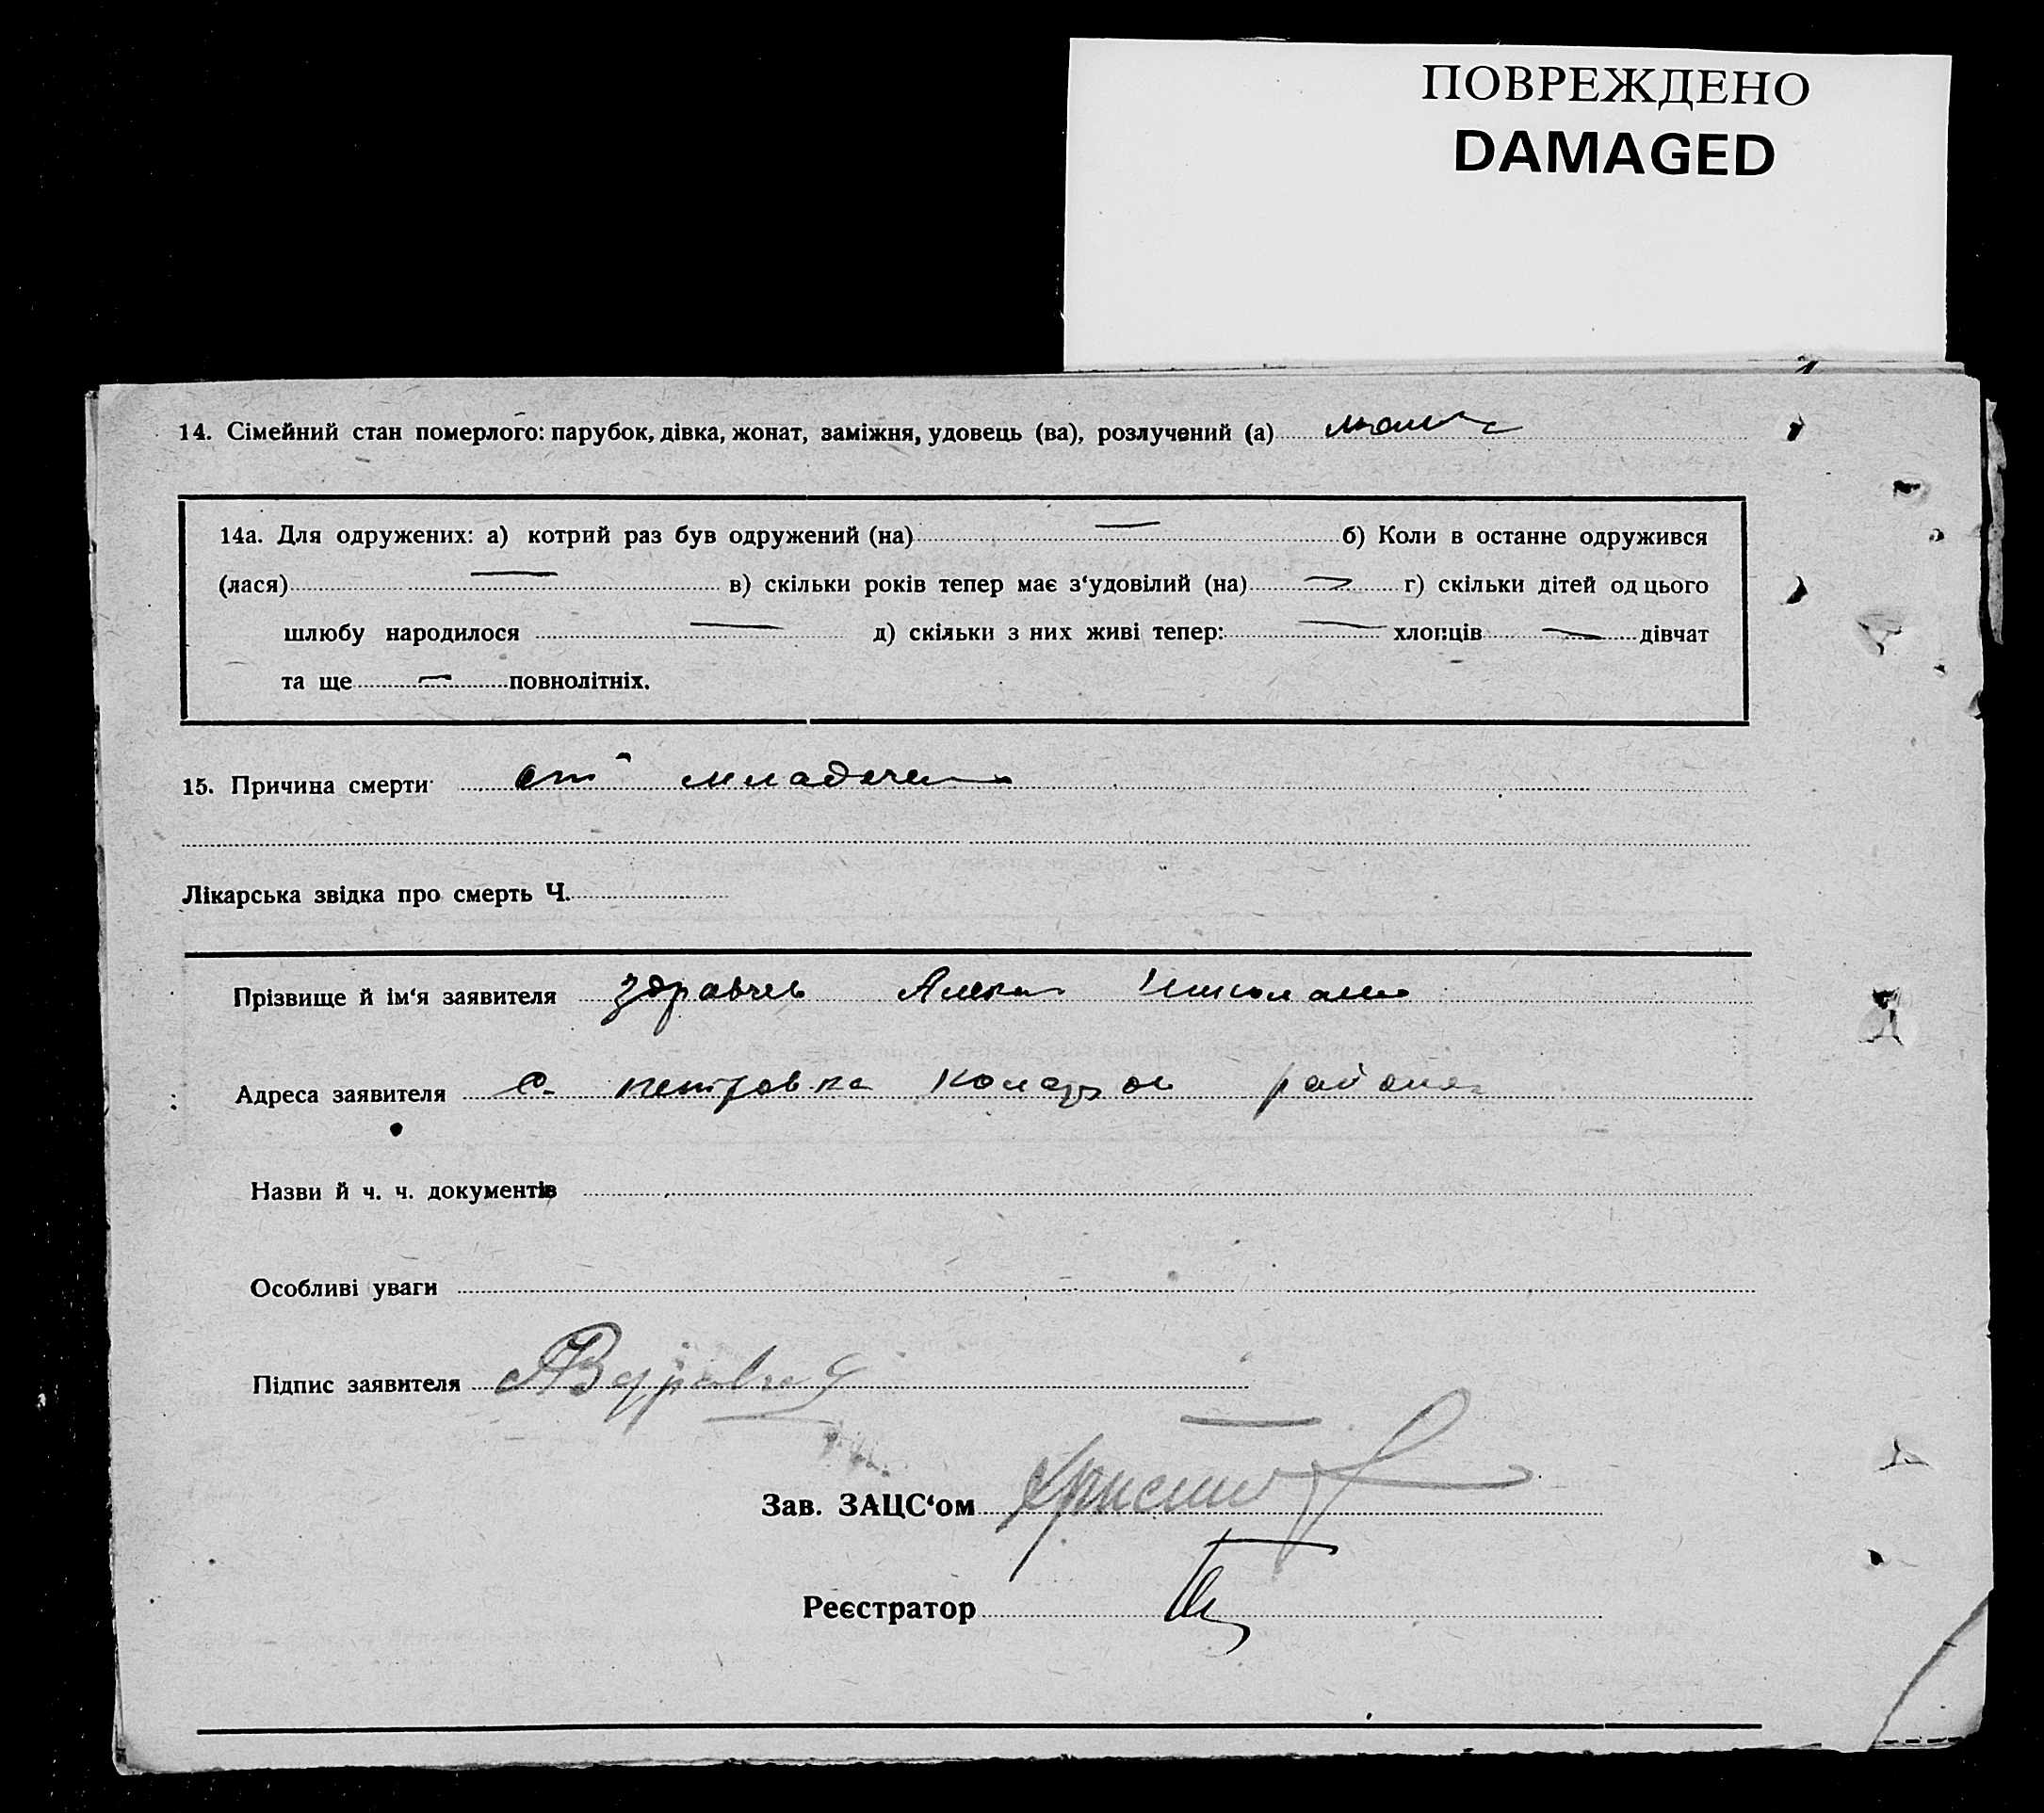 ПОВРЕЖДЕНО
DAMAGED
14. Сімейний стан померлого: парубок, дівка, жонат, заміжня, удовець (ва), розлучений (а)
14а. Для одружених: а) котрий раз був одружений (на) — б) Коли в останне одружився
(лася) — в) скільки років тепер має з‘удовілий (на) — г) скільки дітей од цього
шлюбу народилося — д) скільки з них живі тепер: — хлопців — дівчат
та ще — повнолітніх.
15. Причина смерти от младече
Лікарська звідка про смерть Ч.
Прізвище й ім‘я заявителя Здравчев
Адреса заявителя с. петровка района
Назви й ч. ч. документів
Особливі уваги
Підпис заявителя
Зав. ЗАЦС‘ом
Реєстратор